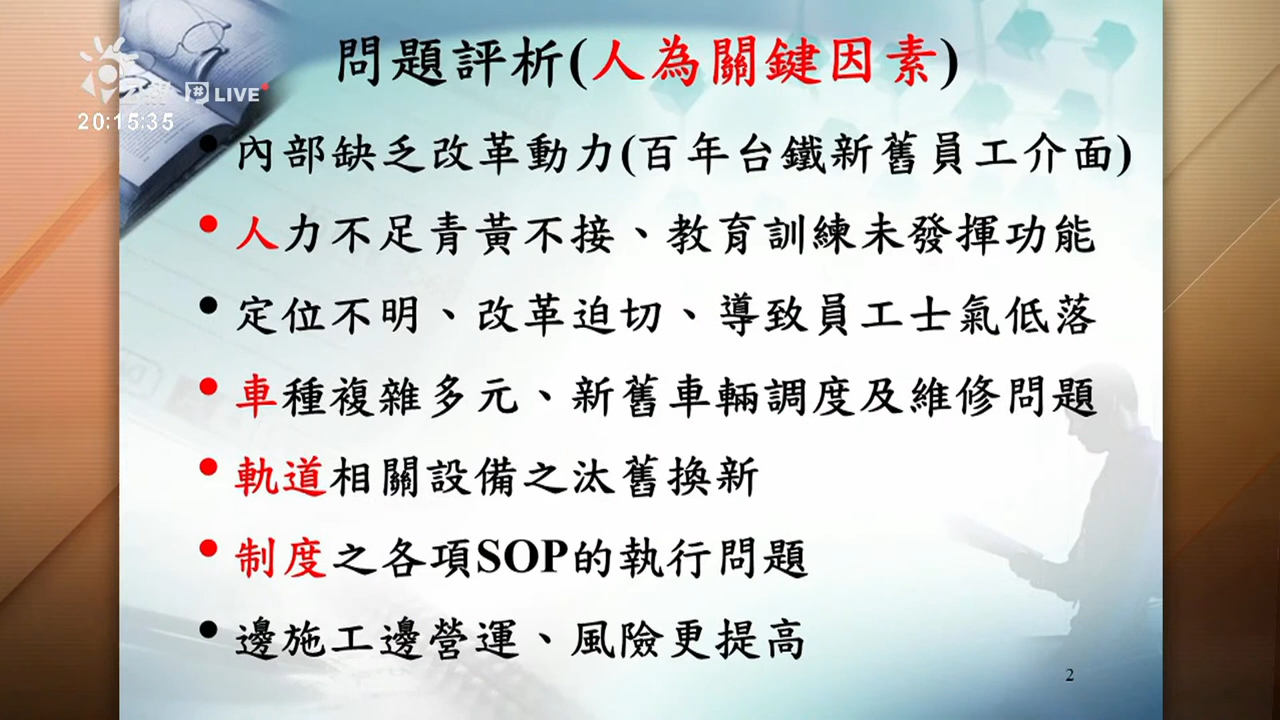 問題評析(人為關鍵因素)
LIVE
20:15:35
內部缺乏改革動力(百年台鐵新舊員工介面)
人力不足青黃不接、教育訓練未發揮功能
定位不明、改革迫切、導致員工士氣低落
車種複雜多元、新舊車輛調度及維修問題
軌道相關設備之汰舊換新
制度之各項SOP的執行問題
邊施工邊營運、風險更提高
2